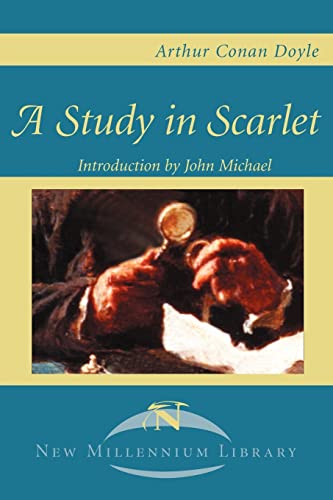 Arthur Conan Doyle
A Study in Scarlet
Introduction by John Michael
N
New Millennium Library